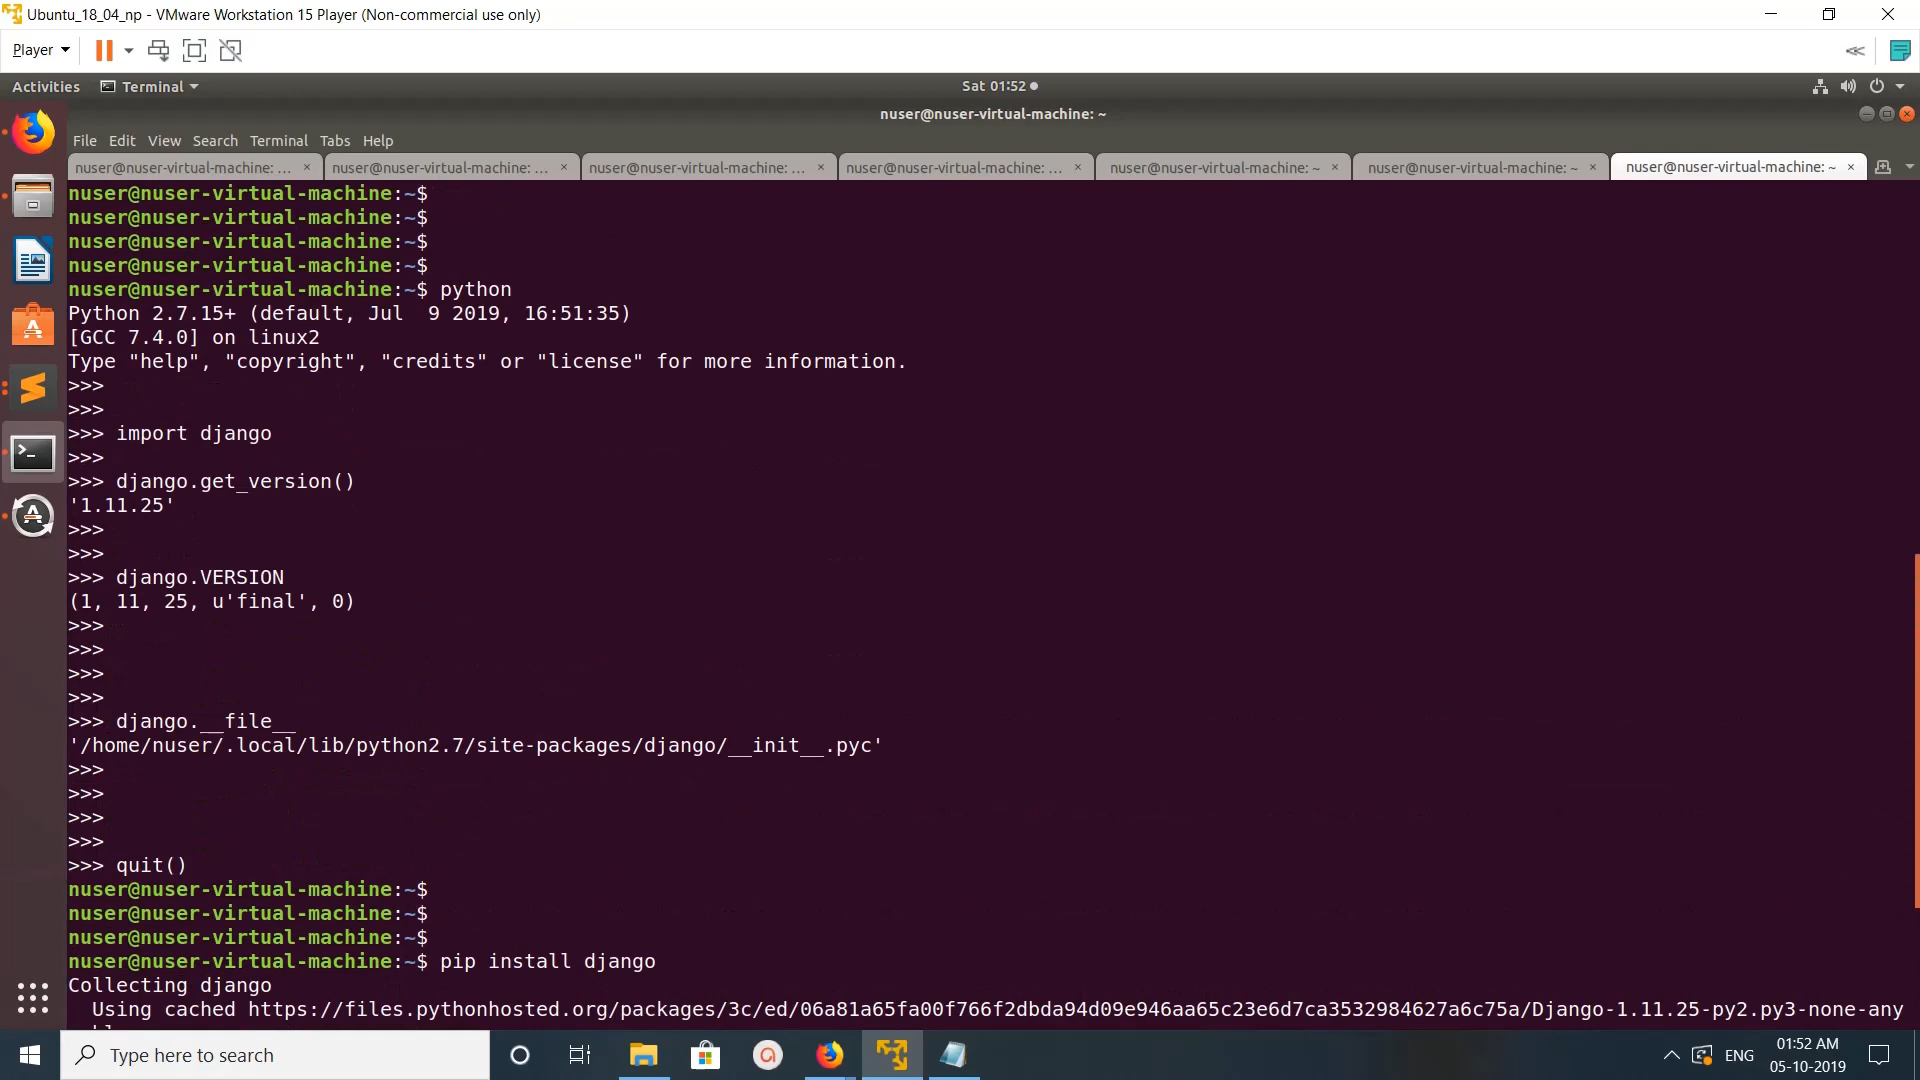 Ubuntu_18_04_np - VMware Workstation 15 Player (Non-commercial use only)
Player
Activities Terminal Sat 01:52
nuser@nuser-virtual-machine: ~
File Edit View Search Terminal Tabs Help
nuser@nuser-virtual-machine: ... × nuser@nuser-virtual-machine: ... × nuser@nuser-virtual-machine: ... × nuser@nuser-virtual-machine: ... × nuser@nuser-virtual-machine: ~ × nuser@nuser-virtual-machine: ~ × nuser@nuser-virtual-machine: ~ ×
nuser@nuser-virtual-machine:~$
nuser@nuser-virtual-machine:~$
nuser@nuser-virtual-machine:~$
nuser@nuser-virtual-machine:~$
nuser@nuser-virtual-machine:~$ python
Python 2.7.15+ (default, Jul  9 2019, 16:51:35)
[GCC 7.4.0] on linux2
Type "help", "copyright", "credits" or "license" for more information.
>>>
>>>
>>> import django
>>>
>>> django.get_version()
'1.11.25'
>>>
>>>
>>> django.VERSION
(1, 11, 25, u'final', 0)
>>>
>>>
>>>
>>>
>>> django.__file__
'/home/nuser/.local/lib/python2.7/site-packages/django/__init__.pyc'
>>>
>>>
>>>
>>>
>>> quit()
nuser@nuser-virtual-machine:~$
nuser@nuser-virtual-machine:~$
nuser@nuser-virtual-machine:~$
nuser@nuser-virtual-machine:~$ pip install django
Collecting django
  Using cached https://files.pythonhosted.org/packages/3c/ed/06a81a65fa00f766f2dbda94d09e946aa65c23e6d7ca3532984627a6c75a/Django-1.11.25-py2.py3-none-any
Type here to search
ENG
01:52 AM
05-10-2019